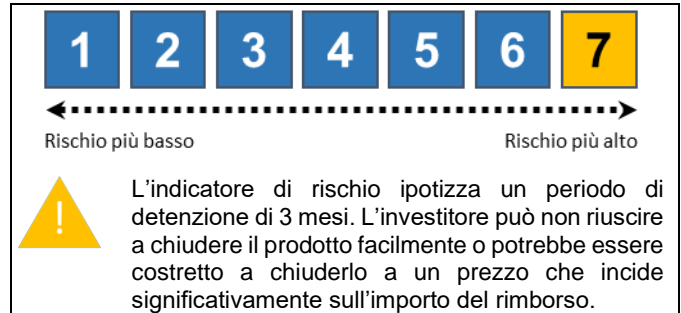 1 2 3 4 5 6 7
Rischio più basso Rischio più alto
!
L'indicatore di rischio ipotizza un periodo di
detenzione di 3 mesi. L'investitore può non riuscire
a chiudere il prodotto facilmente o potrebbe essere
costretto a chiuderlo a un prezzo che incide
significativamente sull'importo del rimborso.